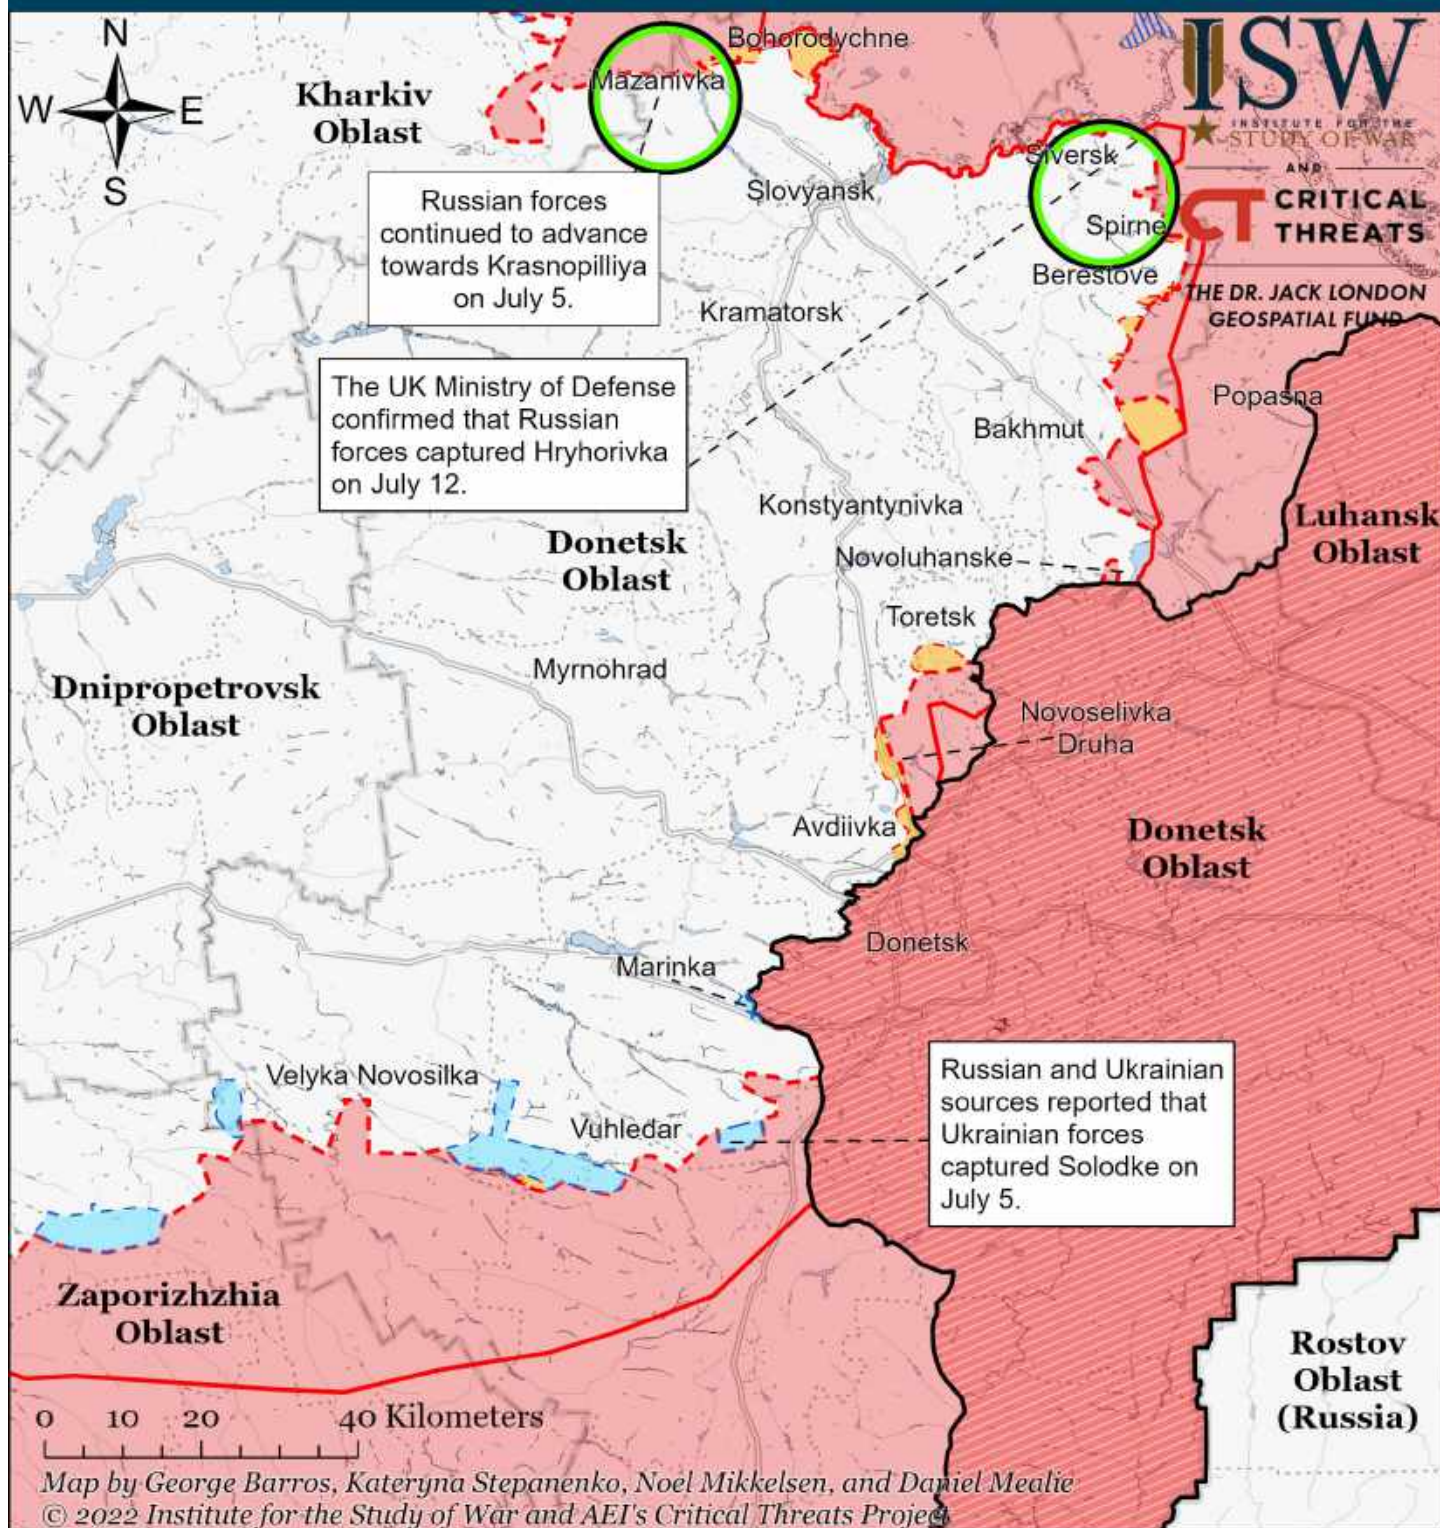 N
W
E
S
Kharkiv
Oblast
Mazanivka
Bohorodychne
ISW
INSTITUTE FOR THE
STUDY OF WAR
AND
CT CRITICAL
THREATS
THE DR. JACK LONDON
GEOSPATIAL FUND
Siversk
Slovyansk
Spirne
Berestove
Russian forces
continued to advance
towards Krasnopilliya
on July 5.
Kramatorsk
The UK Ministry of Defense
confirmed that Russian
forces captured Hryhorivka
on July 12.
Popasna
Bakhmut
Konstyantynivka
Luhansk
Oblast
Donetsk
Oblast
Novoluhanske
Toretsk
Myrnohrad
Dnipropetrovsk
Oblast
Novoselivka
Druha
Avdiivka
Donetsk
Oblast
Donetsk
Marinka
Velyka Novosilka
Vuhledar
Russian and Ukrainian
sources reported that
Ukrainian forces
captured Solodke on
July 5.
Zaporizhzhia
Oblast
Rostov
Oblast
(Russia)
0 10 20 40 Kilometers
Map by George Barros, Kateryna Stepanenko, Noel Mikkelsen, and Daniel Mealie
© 2022 Institute for the Study of War and AEI's Critical Threats Project